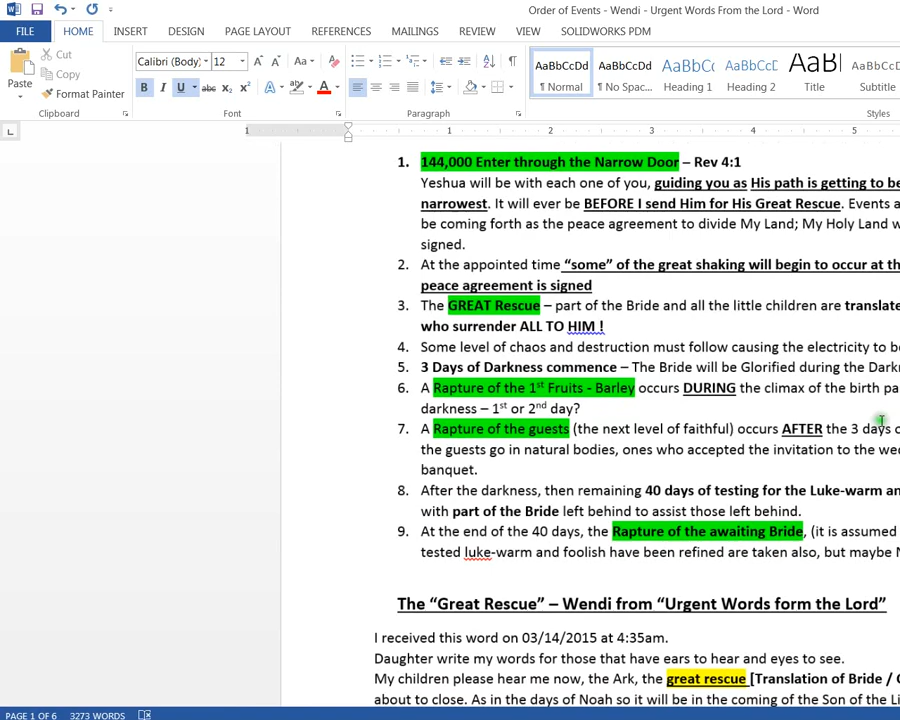 Order of Events - Wendi - Urgent Words From the Lord - Word
FILE HOME INSERT DESIGN PAGE LAYOUT REFERENCES MAILINGS REVIEW VIEW SOLIDWORKS PDM
Paste
Cut
Copy
Format Painter
Clipboard
Calibri (Body) 12
Font
Paragraph
AaBbCcDd AaBbCcDd AaBbC AaBbCcD AaB AaBbCcD
¶ Normal ¶ No Spac... Heading 1 Heading 2 Title Subtitle
Styles
1 1 2 3 4 5
1. 144,000 Enter through the Narrow Door – Rev 4:1
Yeshua will be with each one of you, guiding you as His path is getting to be
narrowest. It will ever be BEFORE I send Him for His Great Rescue. Events a
be coming forth as the peace agreement to divide My Land; My Holy Land w
signed.
2. At the appointed time “some” of the great shaking will begin to occur at th
peace agreement is signed
3. The GREAT Rescue – part of the Bride and all the little children are translate
who surrender ALL TO HIM !
4. Some level of chaos and destruction must follow causing the electricity to be
5. 3 Days of Darkness commence – The Bride will be Glorified during the Dark
6. A Rapture of the 1st Fruits - Barley occurs DURING the climax of the birth pa
darkness – 1st or 2nd day?
7. A Rapture of the guests (the next level of faithful) occurs AFTER the 3 days o
the guests go in natural bodies, ones who accepted the invitation to the wed
banquet.
8. After the darkness, then remaining 40 days of testing for the Luke-warm an
with part of the Bride left behind to assist those left behind.
9. At the end of the 40 days, the Rapture of the awaiting Bride, (it is assumed
tested luke-warm and foolish have been refined are taken also, but maybe N
The “Great Rescue” – Wendi from “Urgent Words form the Lord”
I received this word on 03/14/2015 at 4:35am.
Daughter write my words for those that have ears to hear and eyes to see.
My children please hear me now, the Ark, the great rescue [Translation of Bride /
about to close. As in the days of Noah so it will be in the coming of the Son of the Li
PAGE 1 OF 6 3273 WORDS